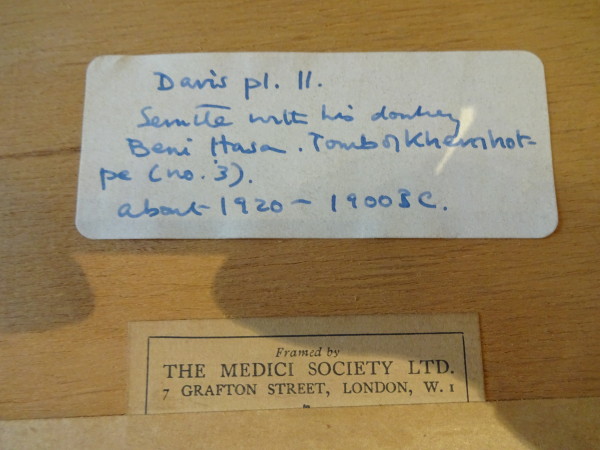 Davis pl. 11.
Semite with his donkey
Beni Hasan. Tomb of Khnemhot-
pe (no. 3).
about 1920 - 1900 BC.
Framed by
THE MEDICI SOCIETY LTD.
7 GRAFTON STREET, LONDON, W.1